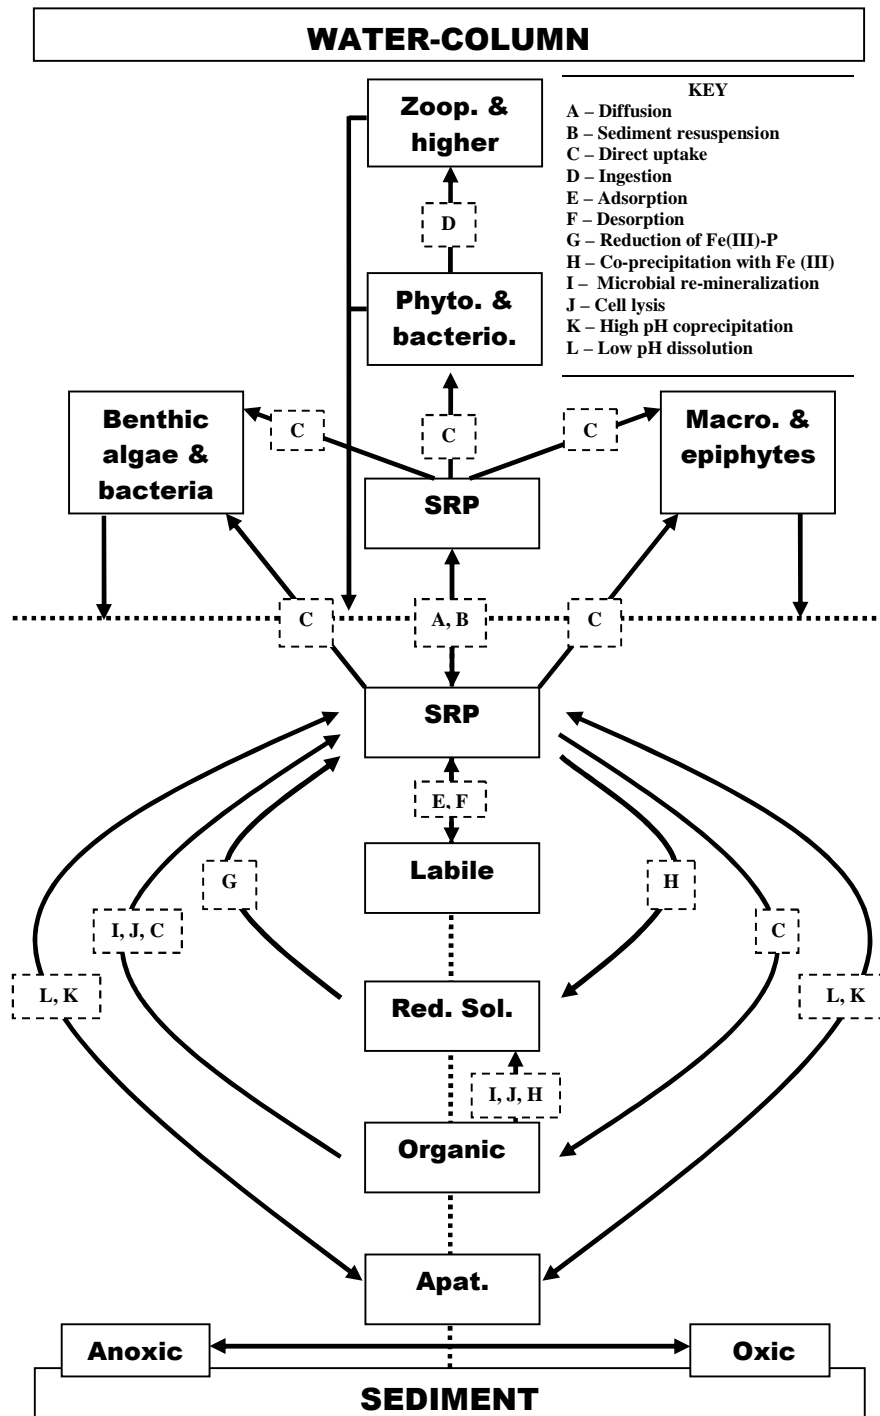 WATER-COLUMN
Zoop. &
higher
KEY
A – Diffusion
B – Sediment resuspension
C – Direct uptake
D – Ingestion
E – Adsorption
F – Desorption
G – Reduction of Fe(III)-P
H – Co-precipitation with Fe (III)
I – Microbial re-mineralization
J – Cell lysis
K – High pH coprecipitation
L – Low pH dissolution
D
Phyto. &
bacterio.
Benthic
algae &
bacteria
C
C
C
Macro. &
epiphytes
SRP
C
A, B
C
SRP
E, F
Labile
G
H
I, J, C
C
L, K
L, K
Red. Sol.
I, J, H
Organic
Apat.
Anoxic
Oxic
SEDIMENT